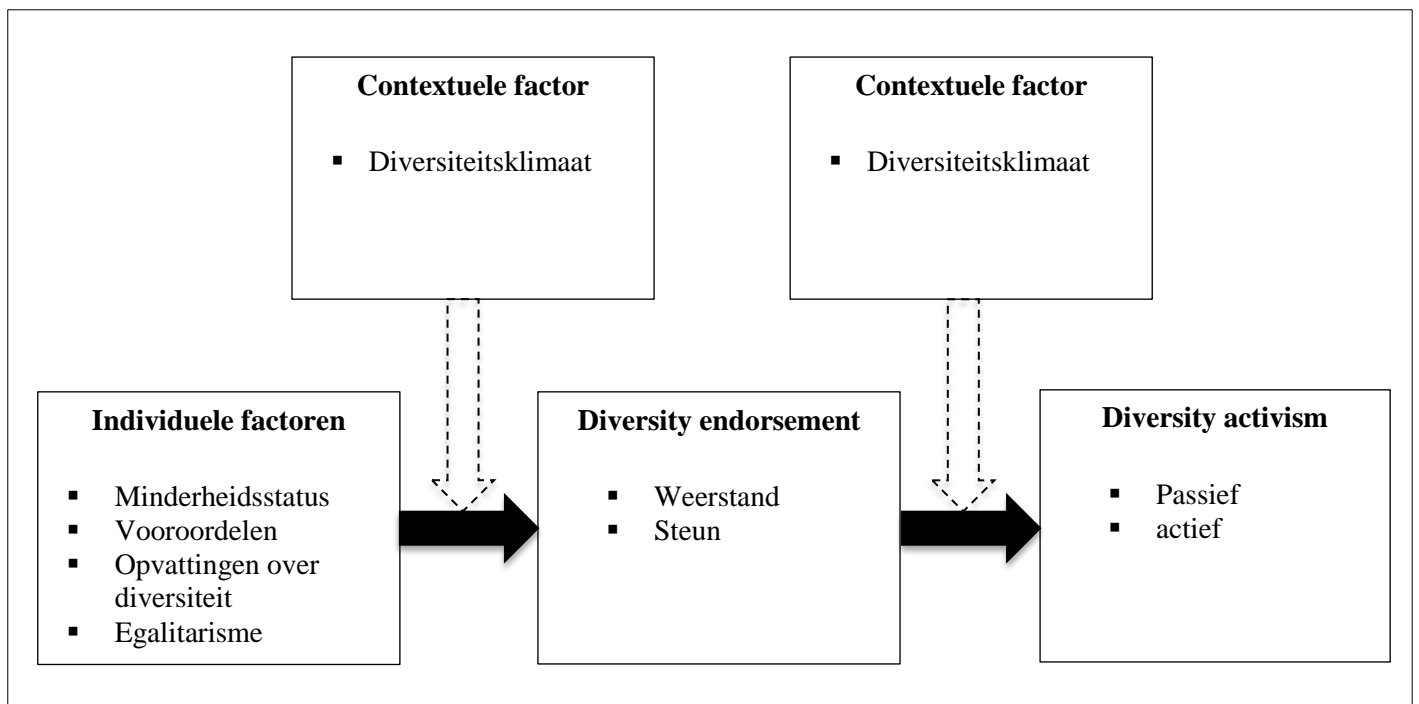 Contextuele factor
▪ Diversiteitsklimaat
Contextuele factor
▪ Diversiteitsklimaat
Individuele factoren
▪ Minderheidsstatus
▪ Vooroordelen
▪ Opvattingen over
diversiteit
▪ Egalitarisme
Diversity endorsement
▪ Weerstand
▪ Steun
Diversity activism
▪ Passief
▪ actief